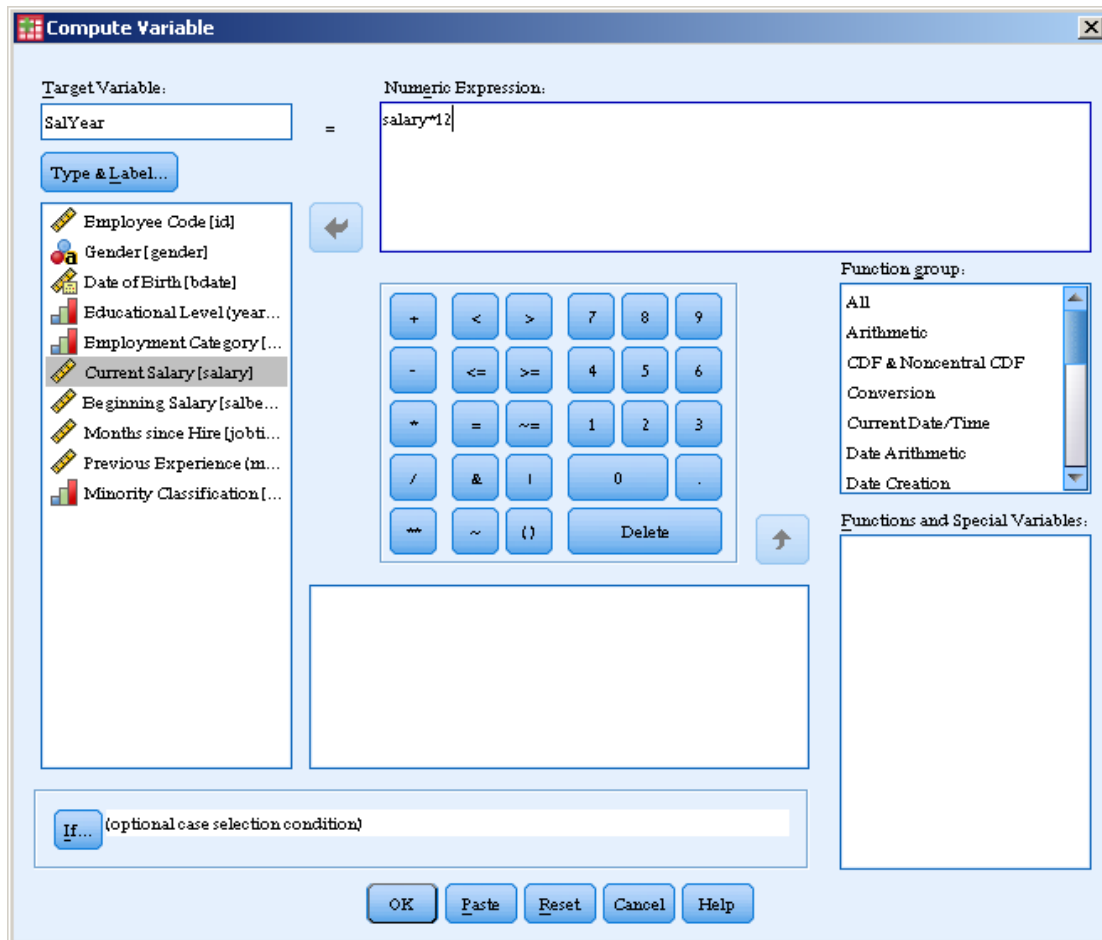 Compute Variable
Target Variable:
Numeric Expression:
SalYear
=
salary*12
Type & Label...
Employee Code [id]
Gender [gender]
Date of Birth [bdate]
Educational Level (year...
Employment Category [...
Current Salary [salary]
Beginning Salary [salbe...
Months since Hire [jobti...
Previous Experience (m...
Minority Classification [...
+ < > 7 8 9
- <= >= 4 5 6
* = ~= 1 2 3
/ & | 0 .
** ~ () Delete
Function group:
All
Arithmetic
CDF & Noncentral CDF
Conversion
Current Date/Time
Date Arithmetic
Date Creation
Functions and Special Variables:
If... (optional case selection condition)
OK Paste Reset Cancel Help